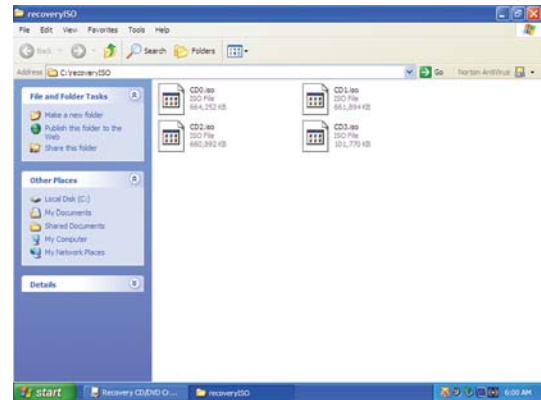 recoveryISO
File Edit View Favorites Tools Help
Back Search Folders
Address C:\recoveryISO Go Norton AntiVirus
File and Folder Tasks
Make a new folder
Publish this folder to the
Web
Share this folder
Other Places
Local Disk (C:)
My Documents
Shared Documents
My Computer
My Network Places
Details
CD0.iso
ISO File
664,252 KB
CD1.iso
ISO File
661,894 KB
CD2.iso
ISO File
660,892 KB
CD3.iso
ISO File
101,770 KB
start Recovery CD/DVD Cr... recoveryISO 6:00 AM